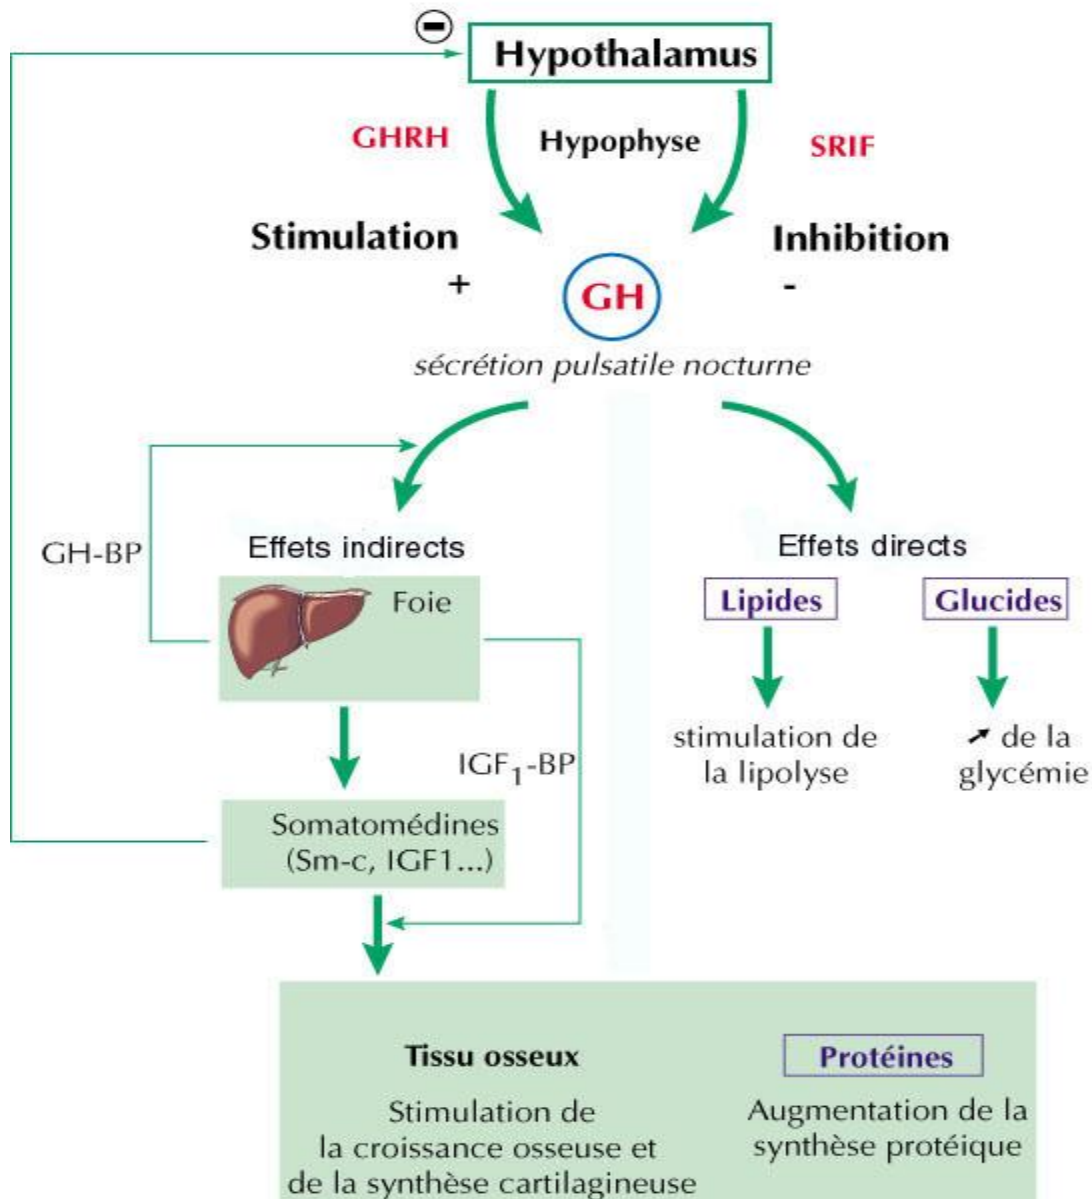 −
Hypothalamus
GHRH
Hypophyse
SRIF
Stimulation
+
Inhibition
-
GH
sécrétion pulsatile nocturne
GH-BP
Effets indirects
Foie
IGF1-BP
Somatomédines
(Sm-c, IGF1...)
Effets directs
Lipides
Glucides
stimulation de
la lipolyse
↗ de la
glycémie
Tissu osseux
Stimulation de
la croissance osseuse et
de la synthèse cartilagineuse
Protéines
Augmentation de la
synthèse protéique